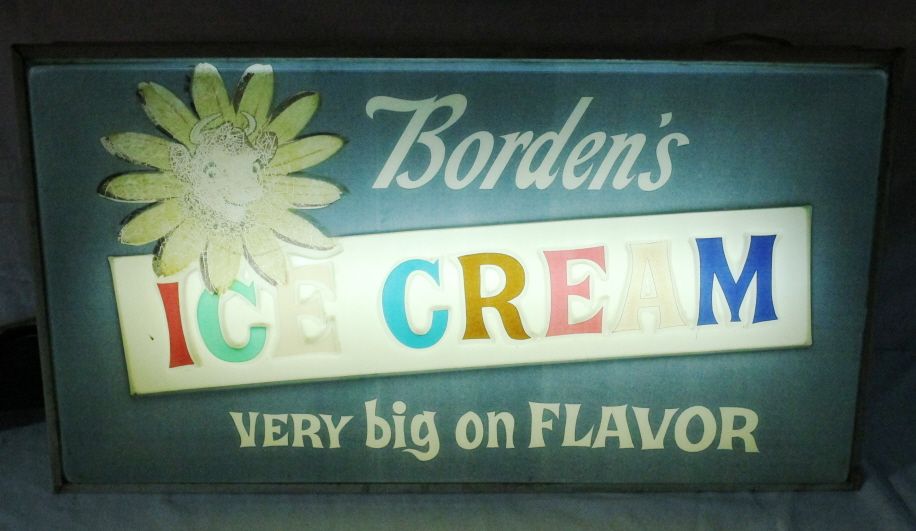 Borden's
ICE CREAM
VERY big on FLAVOR